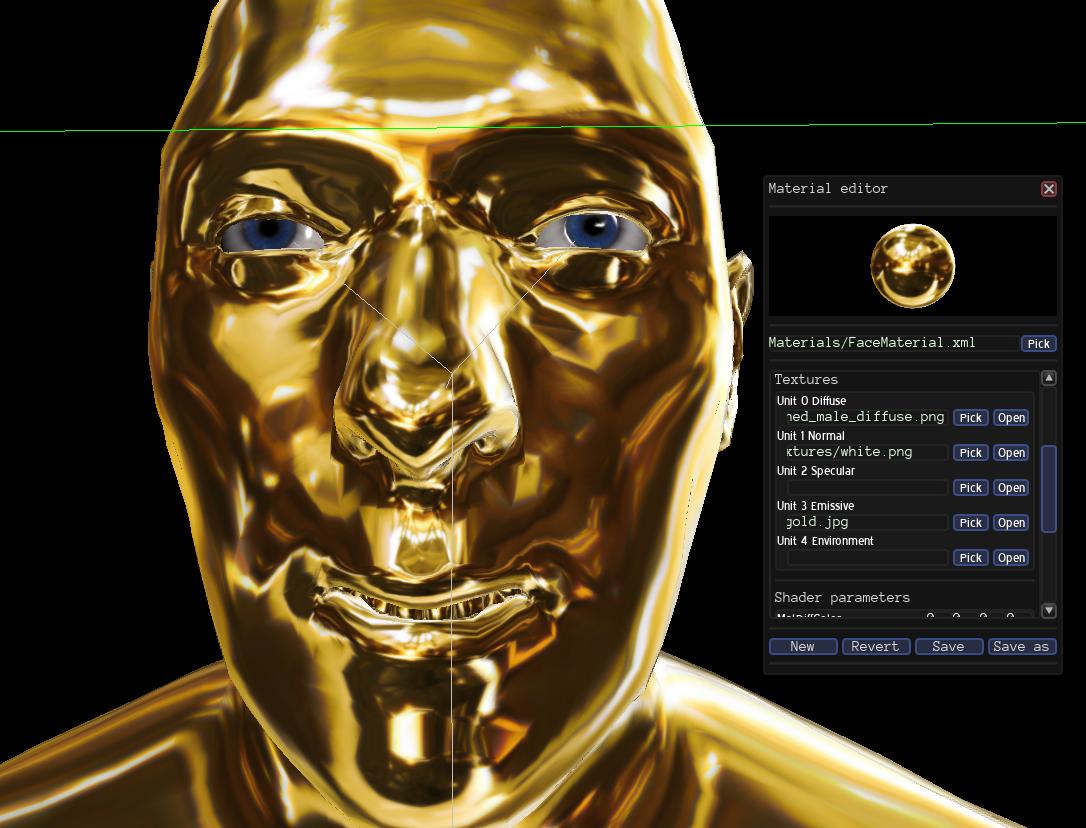 Material editor
Materials/FaceMaterial.xml Pick
Textures
Unit 0 Diffuse
ned_male_diffuse.png Pick Open
Unit 1 Normal
xtures/white.png Pick Open
Unit 2 Specular
Pick Open
Unit 3 Emissive
gold.jpg Pick Open
Unit 4 Environment
Pick Open
Shader parameters
New Revert Save Save as